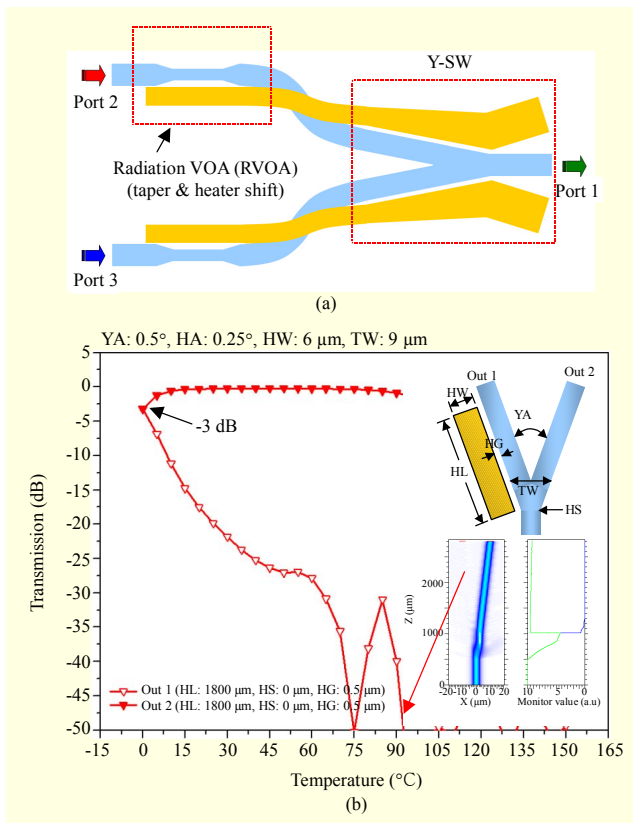 Y-SW
Port 2
Radiation VOA (RVOA)
(taper & heater shift)
Port 1
Port 3
(a)
YA: 0.5°, HA: 0.25°, HW: 6 µm, TW: 9 µm
5
0
-5
-10
-15
-20
-25
-30
-35
-40
-45
-50
Transmission (dB)
-3 dB
Out 1
Out 2
HW
YA
HG
HL
TW
HS
2000
1000
0
Z (µm)
-20
-10
0
10
20
X (µm)
10
0
Monitor value (a.u)
Out 1 (HL: 1800 µm, HS: 0 µm, HG: 0.5 µm)
Out 2 (HL: 1800 µm, HS: 0 µm, HG: 0.5 µm)
-15 0 15 30 45 60 75 90 105 120 135 150 165
Temperature (°C)
(b)